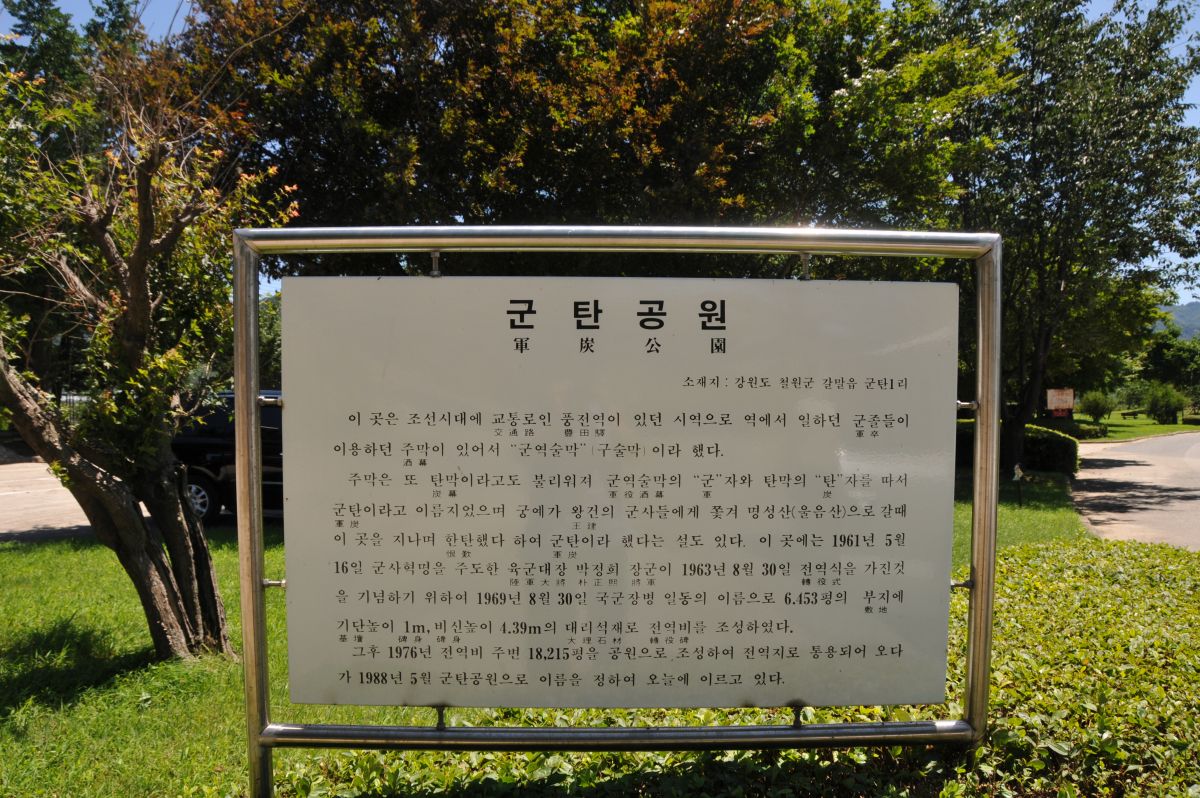 군탄공원
軍炭公園
소재지 : 강원도 철원군 갈말읍 군탄1리
이 곳은 조선시대에 교통로인 풍전역이 있던 시역으로 역에서 일하던 군졸들이
交通路 豊田驛 軍卒
이용하던 주막이 있어서 “군역술막”(구술막)이라 했다.
酒幕
주막은 또 탄막이라고도 불리워져 군역술막의 “군”자와 탄막의 “탄”자를 따서
炭幕 軍役酒幕 軍 炭
군탄이라고 이름지었으며 궁예가 왕건의 군사들에게 쫓겨 명성산(울음산)으로 갈때
軍炭 王建
이 곳을 지나며 한탄했다 하여 군탄이라 했다는 설도 있다. 이 곳에는 1961년 5월
恨歎 軍炭
16일 군사혁명을 주도한 육군대장 박정희 장군이 1963년 8월 30일 전역식을 가진것
陸軍大將 朴正熙 將軍 轉役式
을 기념하기 위하여 1969년 8월 30일 국군장병 일동의 이름으로 6.453평의 부지에
敷地
기단높이 1m, 비신높이 4.39m의 대리석재로 전역비를 조성하였다.
基壇 碑身 碑身 大理石材 轉役碑
그후 1976년 전역비 주변 18,215평을 공원으로 조성하여 전역지로 통용되어 오다
가 1988년 5월 군탄공원으로 이름을 정하여 오늘에 이르고 있다.